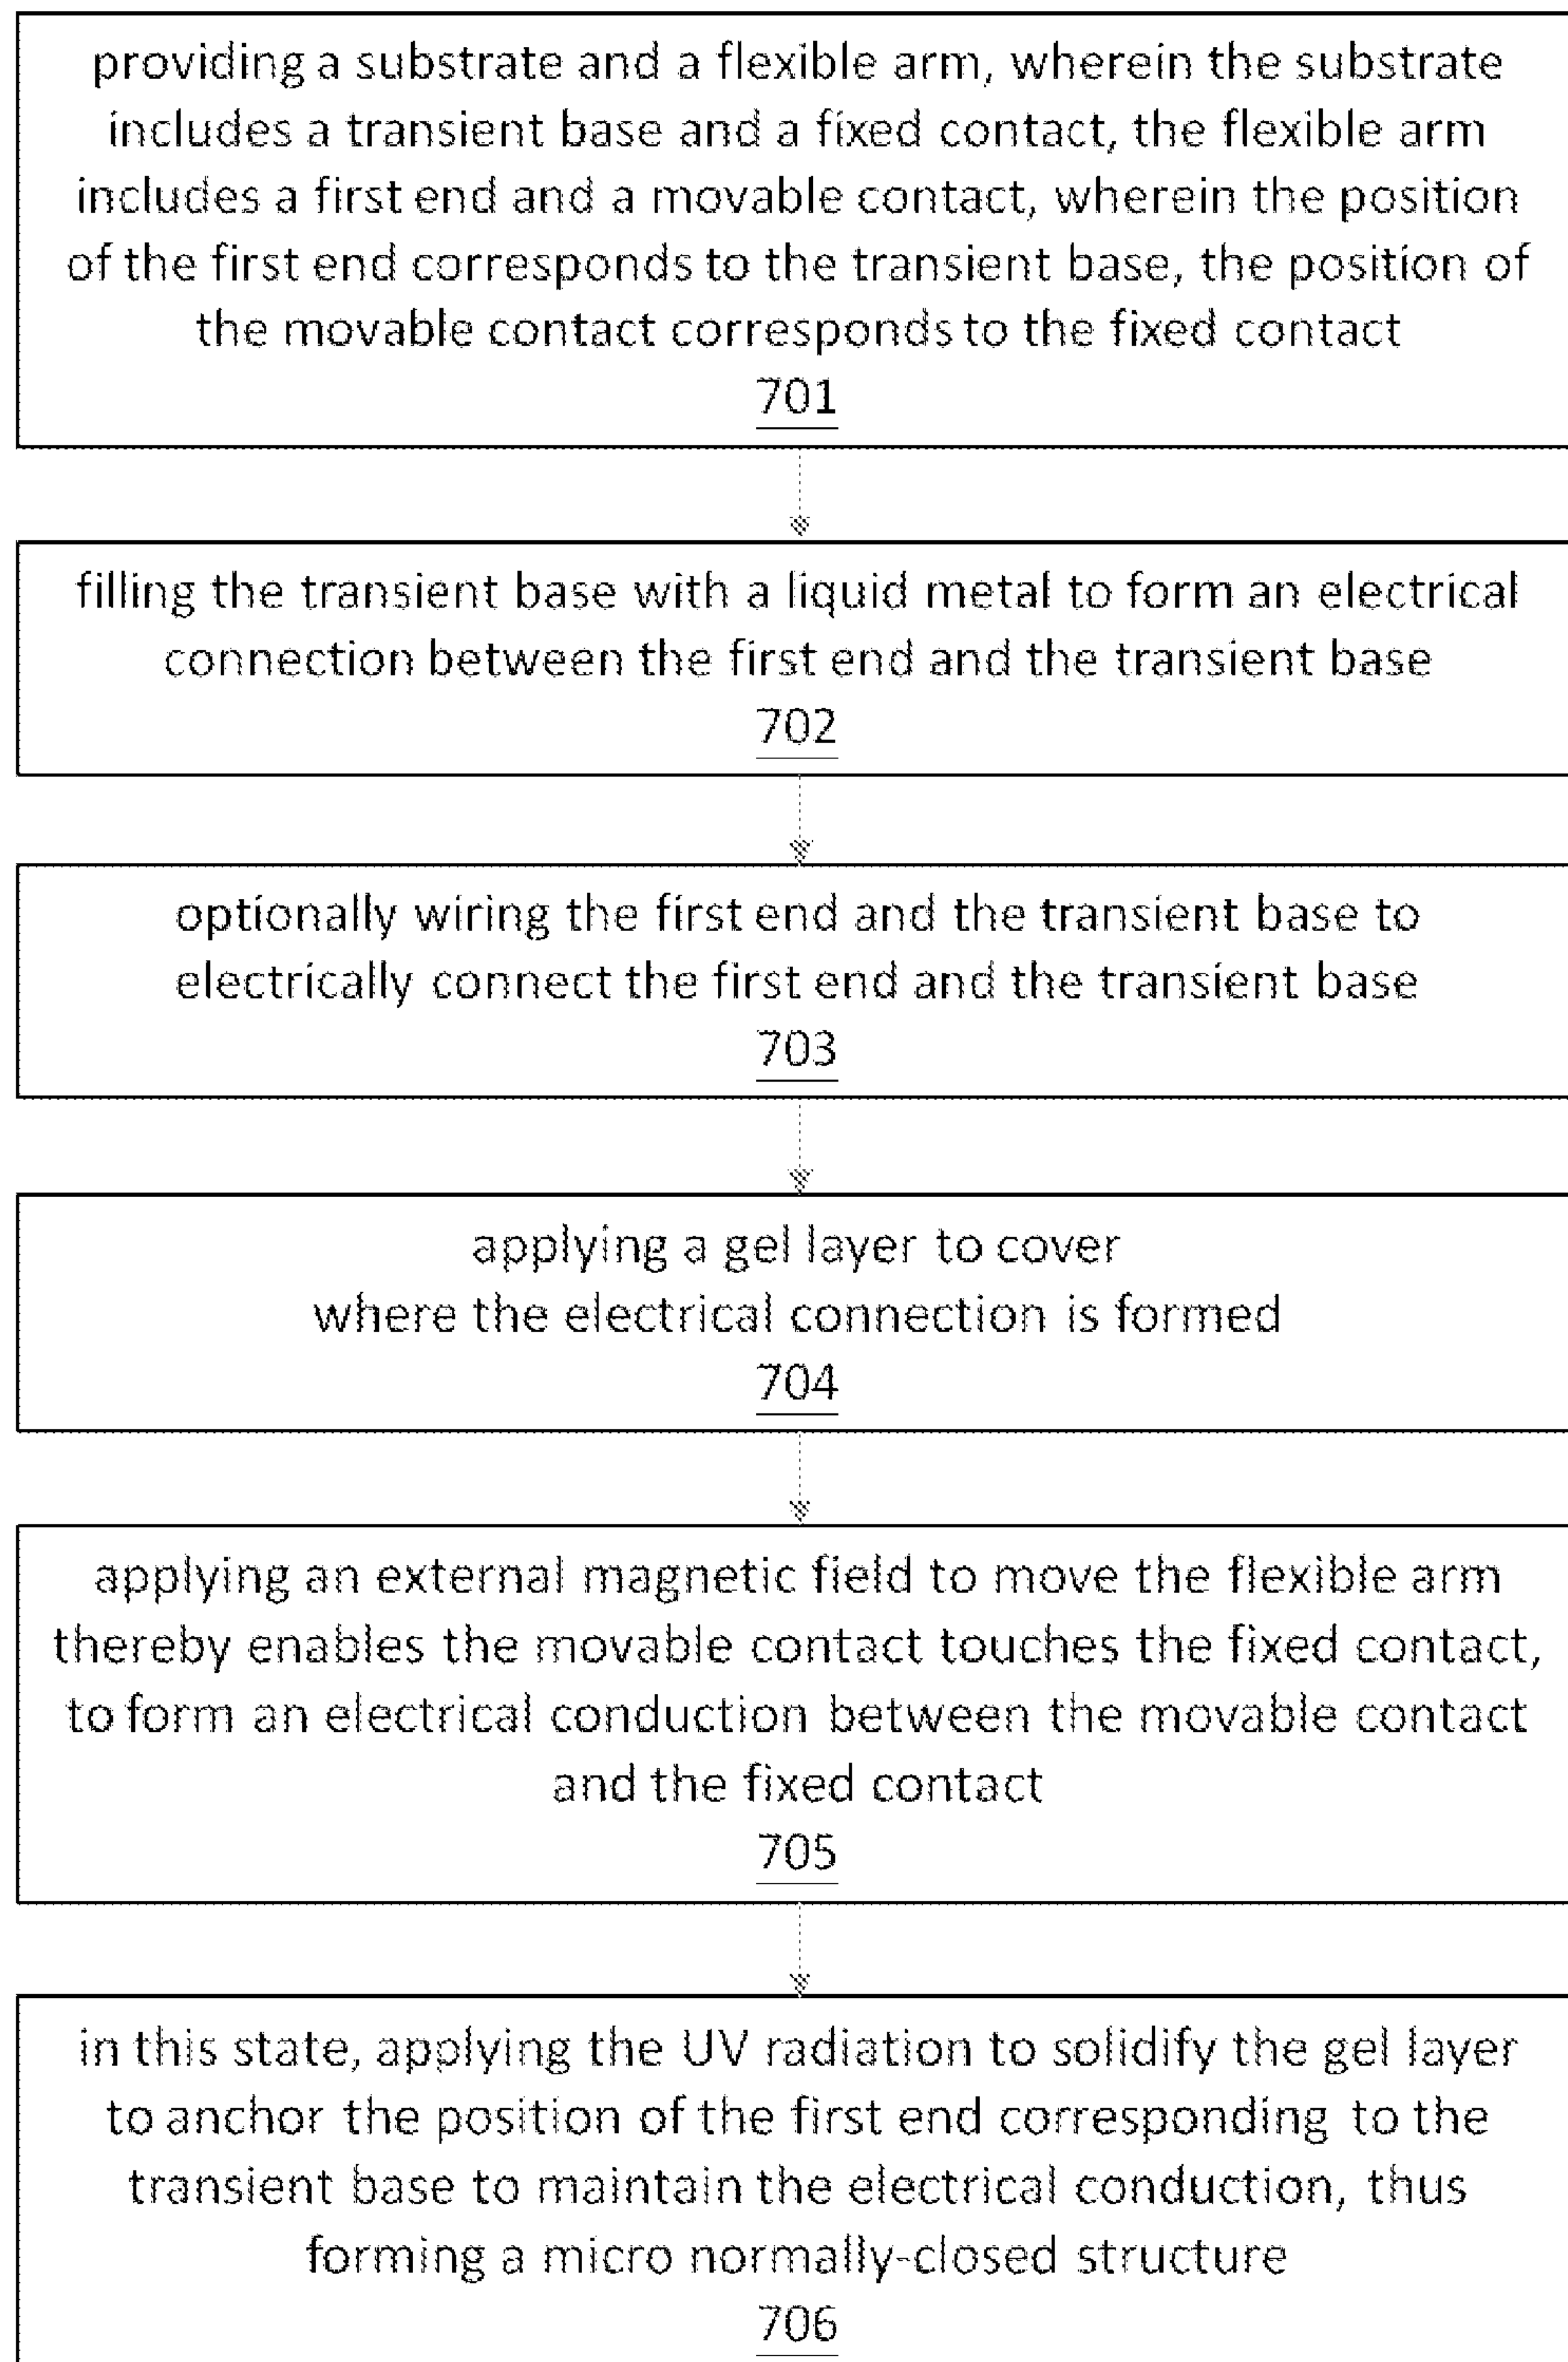 providing a substrate and a flexible arm, wherein the substrate
includes a transient base and a fixed contact, the flexible arm
includes a first end and a movable contact, wherein the position
of the first end corresponds to the transient base, the position of
the movable contact corresponds to the fixed contact
701
filling the transient base with a liquid metal to form an electrical
connection between the first end and the transient base
702
optionally wiring the first end and the transient base to
electrically connect the first end and the transient base
703
applying a gel layer to cover
where the electrical connection is formed
704
applying an external magnetic field to move the flexible arm
thereby enables the movable contact touches the fixed contact,
to form an electrical conduction between the movable contact
and the fixed contact
705
in this state, applying the UV radiation to solidify the gel layer
to anchor the position of the first end corresponding to the
transient base to maintain the electrical conduction, thus
forming a micro normally-closed structure
706